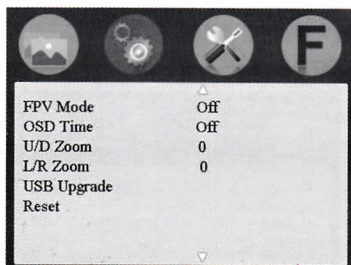 F
FPV Mode Off
OSD Time Off
U/D Zoom 0
L/R Zoom 0
USB Upgrade
Reset